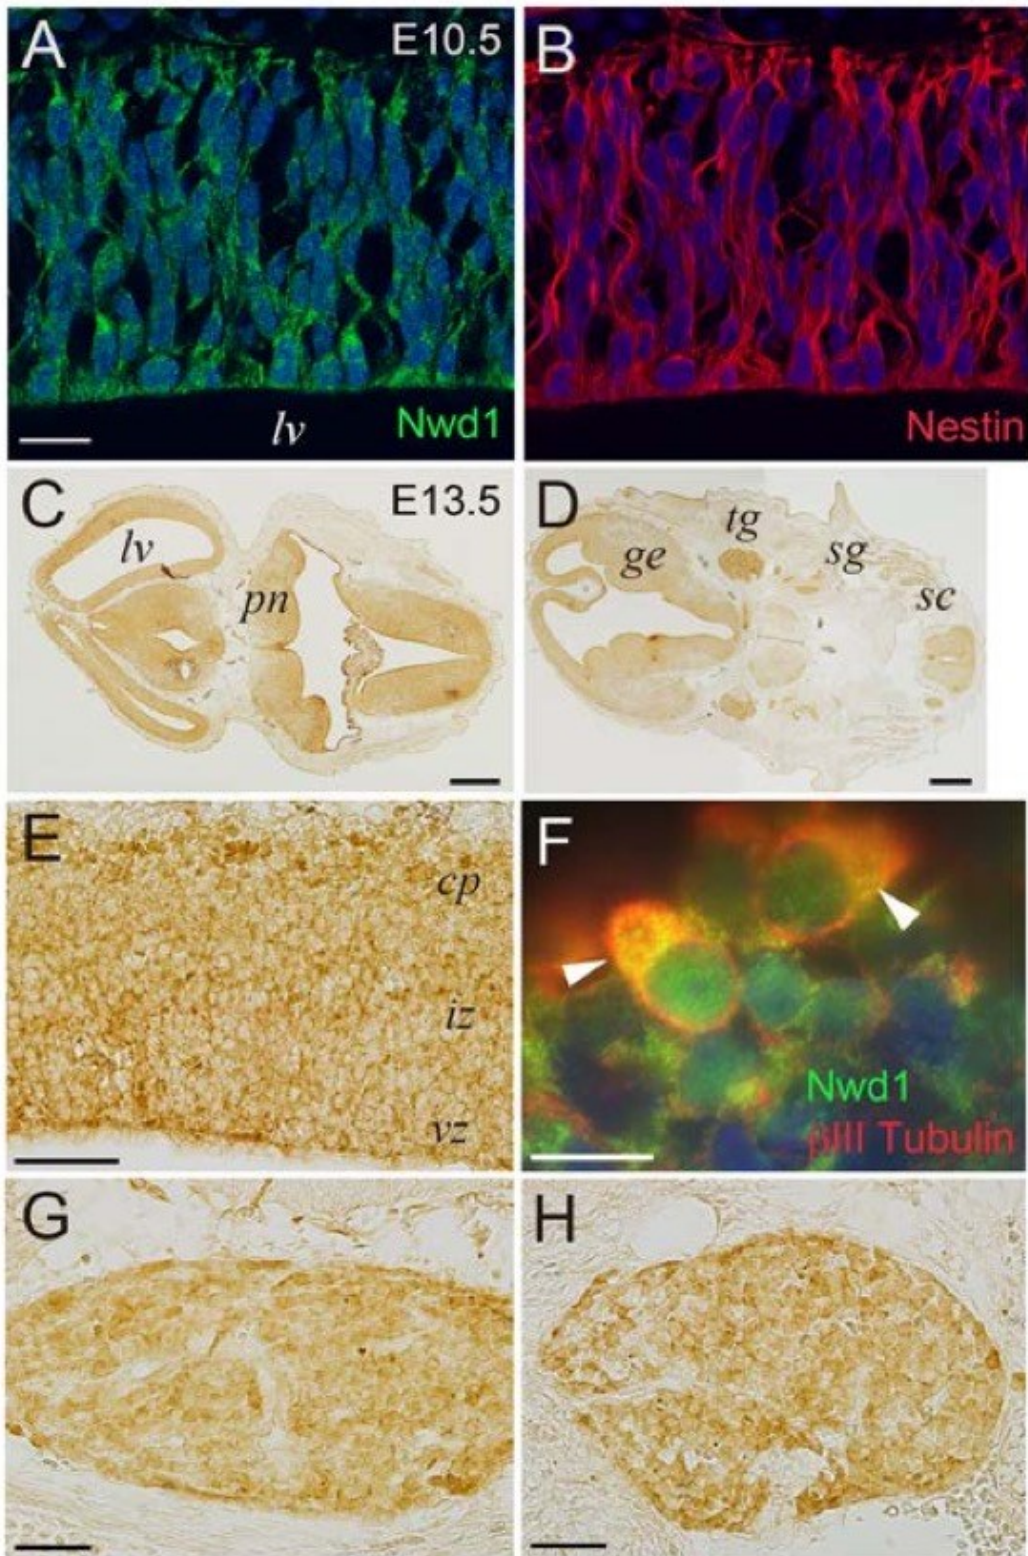 A E10.5 B
lv Nwd1 Nestin
C E13.5 D
lv pn ge tg sg sc
E F
cp
iz
vz
Nwd1
βIII Tubulin
G H